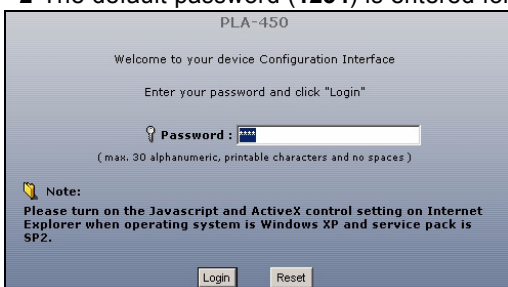 2 The default password (1234) is entered for
PLA-450
Welcome to your device Configuration Interface
Enter your password and click "Login"
Password : ****
( max. 30 alphanumeric, printable characters and no spaces )
Note:
Please turn on the Javascript and ActiveX control setting on Internet
Explorer when operating system is Windows XP and service pack is
SP2.
Login Reset